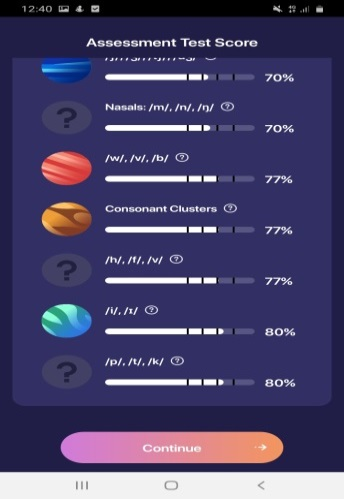 12:40
Assessment Test Score
70%
Nasals: /m/, /n/, /ŋ/ ?
? 70%
/w/, /v/, /b/ ?
77%
Consonant Clusters ?
77%
/h/, /f/, /v/ ?
? 77%
/i/, /ɪ/ ?
80%
/p/, /t/, /k/ ?
? 80%
Continue →